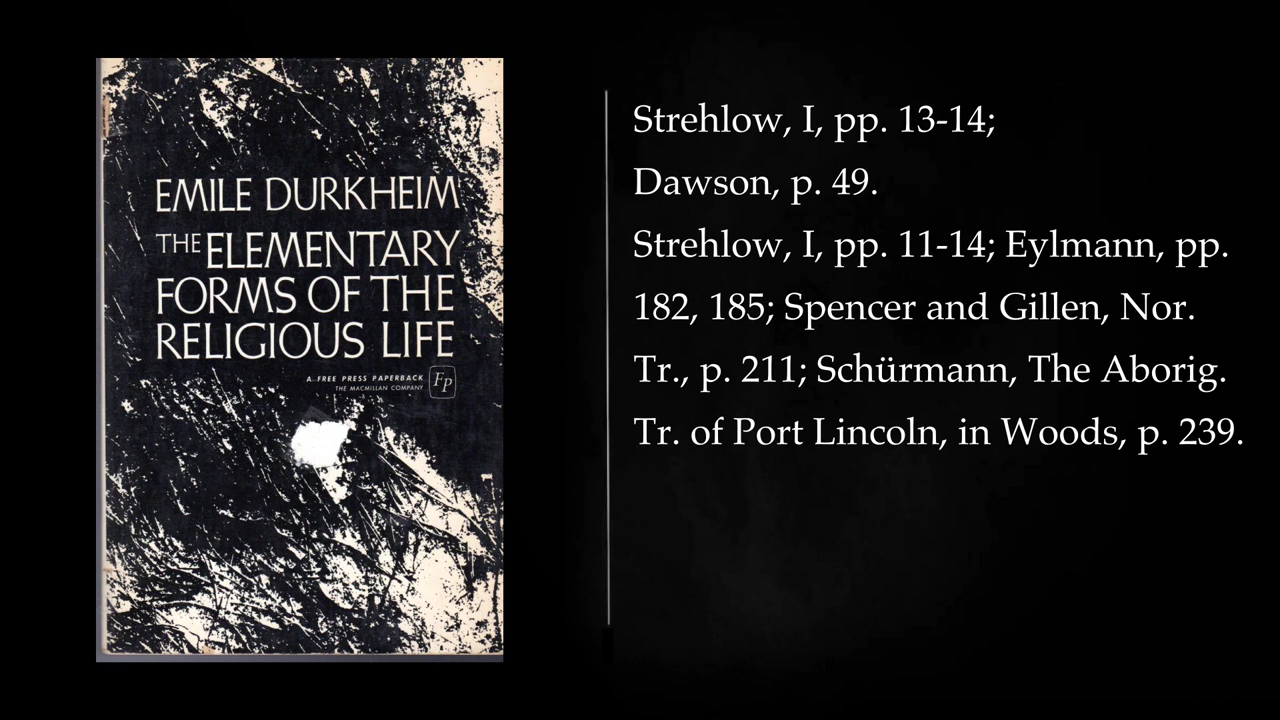 EMILE DURKHEIM
THE ELEMENTARY
FORMS OF THE
RELIGIOUS LIFE
A FREE PRESS PAPERBACK
THE MACMILLAN COMPANY
Fp
Strehlow, I, pp. 13-14;
Dawson, p. 49.
Strehlow, I, pp. 11-14; Eylmann, pp.
182, 185; Spencer and Gillen, Nor.
Tr., p. 211; Schürmann, The Aborig.
Tr. of Port Lincoln, in Woods, p. 239.